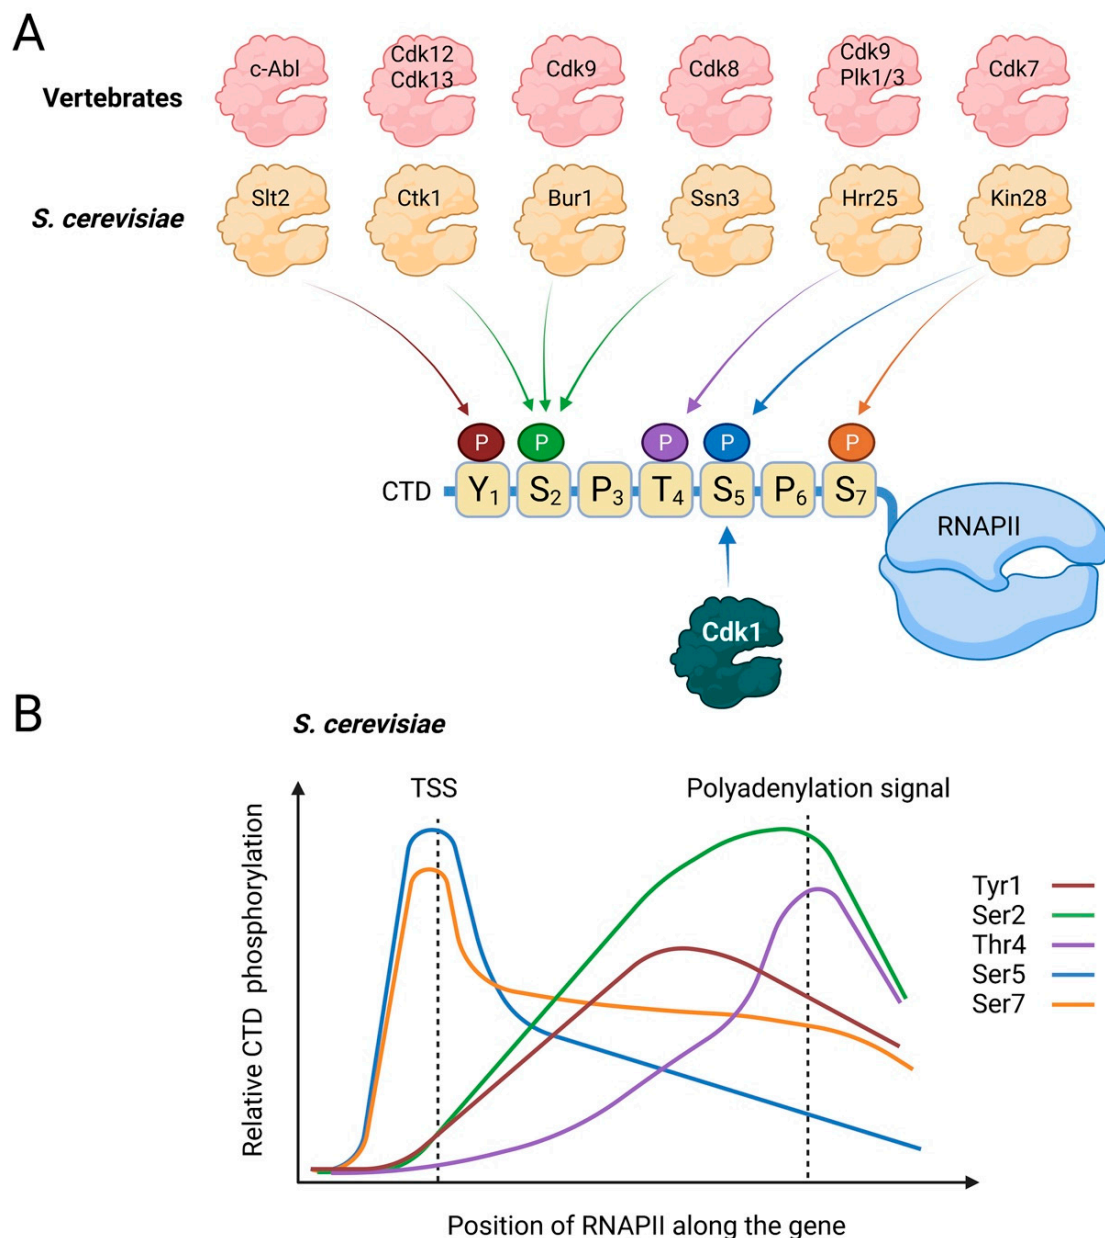 A
Vertebrates
c-Abl
Cdk12
Cdk13
Cdk9
Cdk8
Cdk9
Plk1/3
Cdk7
S. cerevisiae
Slt2
Ctk1
Bur1
Ssn3
Hrr25
Kin28
P P P P P
CTD Y1 S2 P3 T4 S5 P6 S7
RNAPII
Cdk1
B
S. cerevisiae
TSS
Polyadenylation signal
Relative CTD phosphorylation
Tyr1
Ser2
Thr4
Ser5
Ser7
Position of RNAPII along the gene